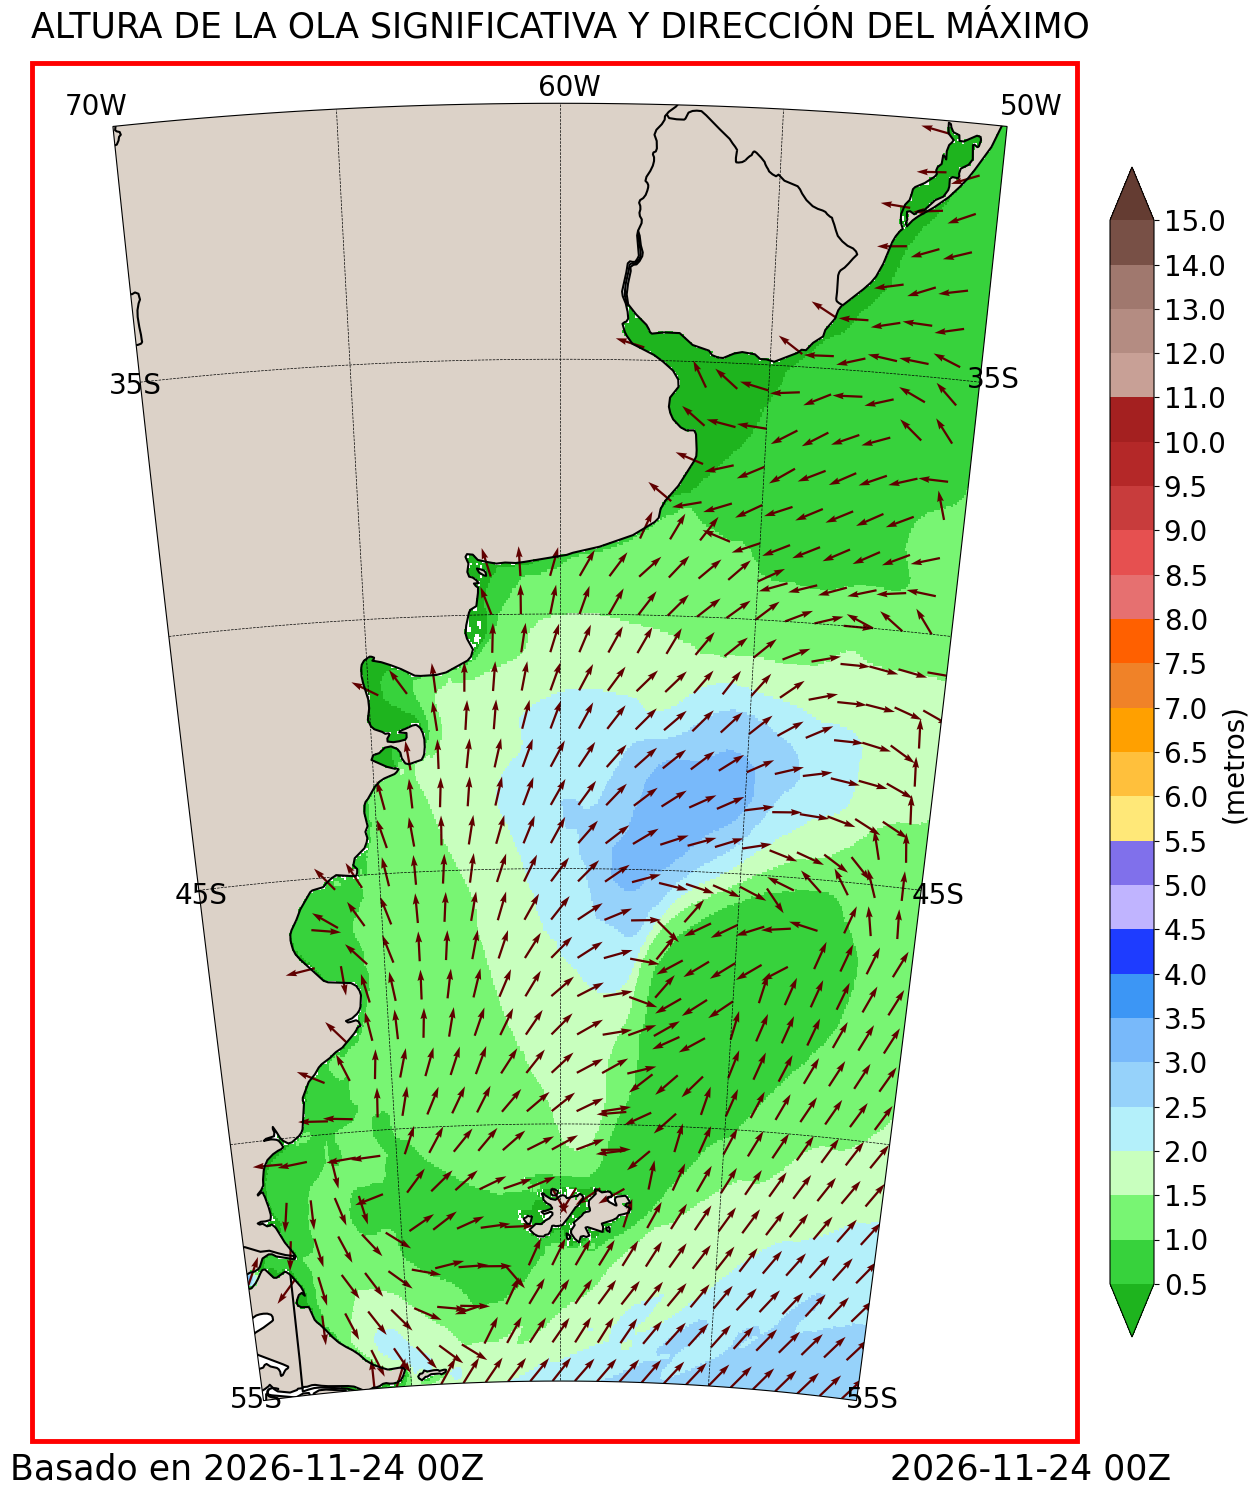 ALTURA DE LA OLA SIGNIFICATIVA Y DIRECCIÓN DEL MÁXIMO
70W
60W
50W
35S
35S
45S
45S
55S
55S
15.0
14.0
13.0
12.0
11.0
10.0
9.5
9.0
8.5
8.0
7.5
7.0
6.5
6.0
5.5
5.0
4.5
4.0
3.5
3.0
2.5
2.0
1.5
1.0
0.5
(metros)
Basado en 2026-11-24 00Z
2026-11-24 00Z